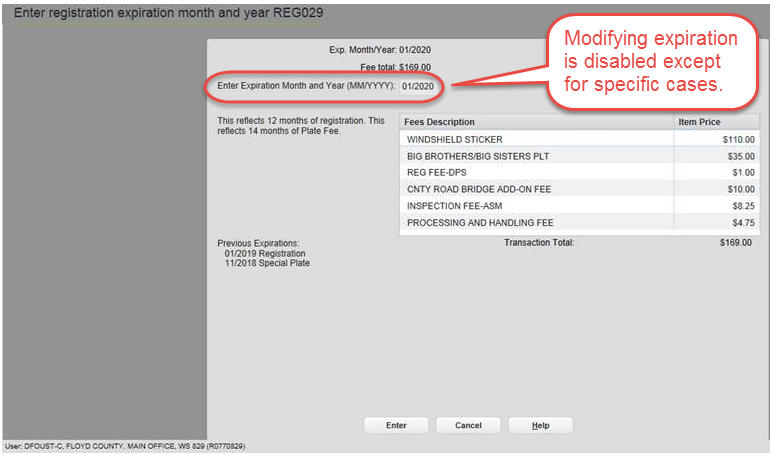 Enter registration expiration month and year REG029
Exp. Month/Year: 01/2020
Fee total: $169.00
Enter Expiration Month and Year (MM/YYYY): 01/2020
Modifying expiration
is disabled except
for specific cases.
This reflects 12 months of registration. This
reflects 14 months of Plate Fee.
Fees Description Item Price
WINDSHIELD STICKER $110.00
BIG BROTHERS/BIG SISTERS PLT $35.00
REG FEE-DPS $1.00
CNTY ROAD BRIDGE ADD-ON FEE $10.00
INSPECTION FEE-ASM $8.25
PROCESSING AND HANDLING FEE $4.75
Transaction Total: $169.00
Previous Expirations:
01/2019 Registration
11/2018 Special Plate
Enter Cancel Help
User: DFOUST-C, FLOYD COUNTY, MAIN OFFICE, WS 829 (R0770829)